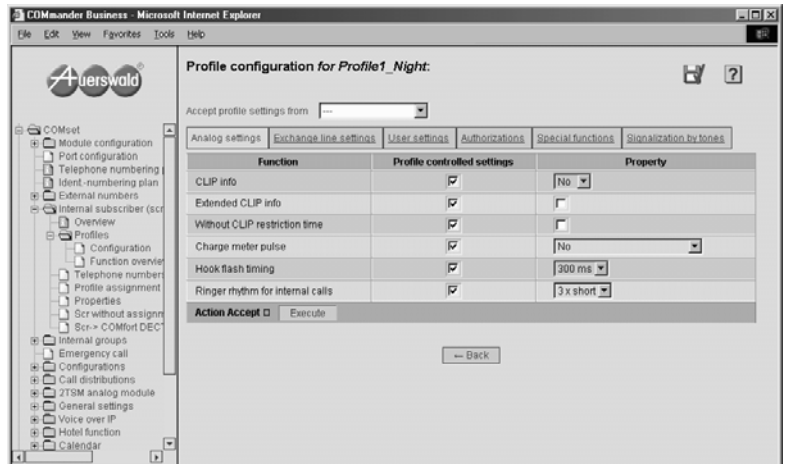 COMmander Business - Microsoft Internet Explorer
File Edit View Favorites Tools Help
Auerswald
COMset
Module configuration
Port configuration
Telephone numbering
Ident.-numbering plan
External numbers
Internal subscriber (scr
Overview
Profiles
Configuration
Function overvie
Telephone number
Profile assignment
Properties
Scr without assignm
Scr-> COMfort DECT
Internal groups
Emergency call
Configurations
Call distributions
2TSM analog module
General settings
Voice over IP
Hotel function
Calendar
Profile configuration for Profile1_Night:
?
Accept profile settings from ---
Analog settings Exchange line settings User settings Authorizations Special functions Signalization by tones
Function Profile controlled settings Property
CLIP info No
Extended CLIP info
Without CLIP restriction time
Charge meter pulse No
Hook flash timing 300 ms
Ringer rhythm for internal calls 3 x short
Action Accept Execute
← Back